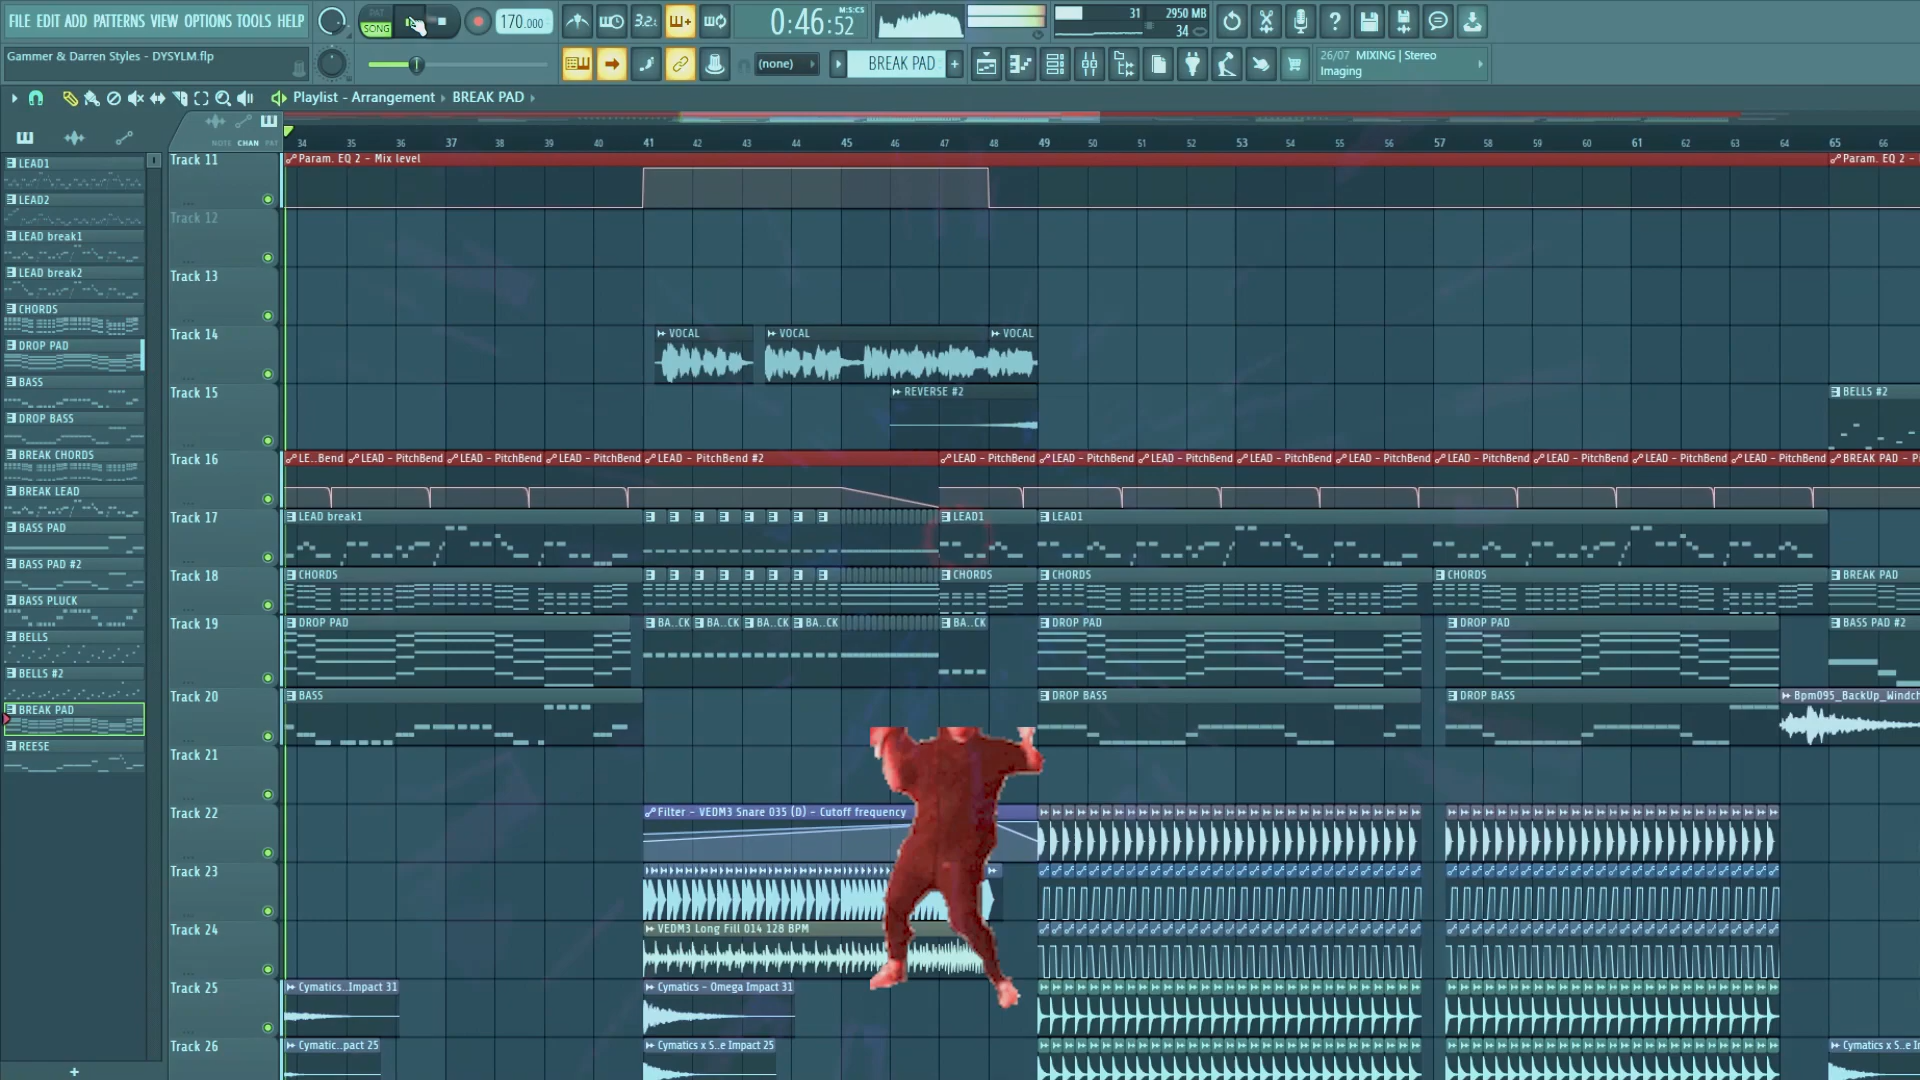 FILE EDIT ADD PATTERNS VIEW OPTIONS TOOLS HELP
PAT
SONG
170.000
3.2.
0:46:52
M:S:CS
31
2950 MB
34
Gammer & Darren Styles - DYSYLM.flp
(none)
BREAK PAD
26/07 MIXING | Stereo
Imaging
Playlist - Arrangement
BREAK PAD
NOTE CHAN PAT
34 35 36 37 38 39 40 41 42 43 44 45 46 47 48 49 50 51 52 53 54 55 56 57 58 59 60 61 62 63 64 65 66
LEAD1
LEAD2
LEAD break1
LEAD break2
CHORDS
DROP PAD
BASS
DROP BASS
BREAK CHORDS
BREAK LEAD
BASS PAD
BASS PAD #2
BASS PLUCK
BELLS
BELLS #2
BREAK PAD
REESE
Track 11
Param. EQ 2 - Mix level
Param. EQ 2 -
Track 12
Track 13
Track 14
VOCAL
VOCAL
VOCAL
Track 15
REVERSE #2
BELLS #2
Track 16
LE..Bend
LEAD - PitchBend
LEAD - PitchBend
LEAD - PitchBend
LEAD - PitchBend #2
LEAD - PitchBend
LEAD - PitchBend
LEAD - PitchBend
LEAD - PitchBend
LEAD - PitchBend
LEAD - PitchBend
LEAD - PitchBend
LEAD - PitchBend
LEAD - PitchBend
BREAK PAD - Pi
Track 17
LEAD break1
LEAD1
LEAD1
Track 18
CHORDS
CHORDS
CHORDS
CHORDS
BREAK PAD
Track 19
DROP PAD
BA..CK
BA..CK
BA..CK
BA..CK
BA..CK
DROP PAD
DROP PAD
BASS PAD #2
Track 20
BASS
DROP BASS
DROP BASS
Bpm095_BackUp_Windch
Track 21
Track 22
Filter - VEDM3 Snare 035 (D) - Cutoff frequency
Track 23
Track 24
VEDM3 Long Fill 014 128 BPM
Track 25
Cymatics..Impact 31
Cymatics - Omega Impact 31
Track 26
Cymatic..pact 25
Cymatics x S..e Impact 25
Cymatics x S..e I